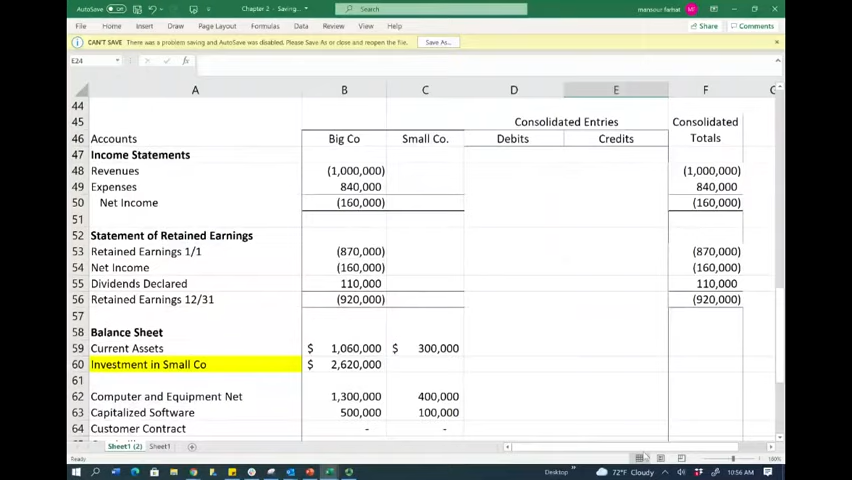 AutoSave Off Chapter 2 - Saving... Search mansour farhat MF
File Home Insert Draw Page Layout Formulas Data Review View Help Share Comments
CAN'T SAVE There was a problem saving and AutoSave was disabled. Please Save As or close and reopen the file. Save As...
E24 fx
A B C D E F
44
45 Consolidated Entries Consolidated
46 Accounts Big Co Small Co. Debits Credits Totals
47 Income Statements
48 Revenues (1,000,000) (1,000,000)
49 Expenses 840,000 840,000
50 Net Income (160,000) (160,000)
51
52 Statement of Retained Earnings
53 Retained Earnings 1/1 (870,000) (870,000)
54 Net Income (160,000) (160,000)
55 Dividends Declared 110,000 110,000
56 Retained Earnings 12/31 (920,000) (920,000)
57
58 Balance Sheet
59 Current Assets $ 1,060,000 $ 300,000
60 Investment in Small Co $ 2,620,000
61
62 Computer and Equipment Net 1,300,000 400,000
63 Capitalized Software 500,000 100,000
64 Customer Contract - -
Sheet1 (2) Sheet1
Ready 100%
Desktop 72°F Cloudy 10:56 AM